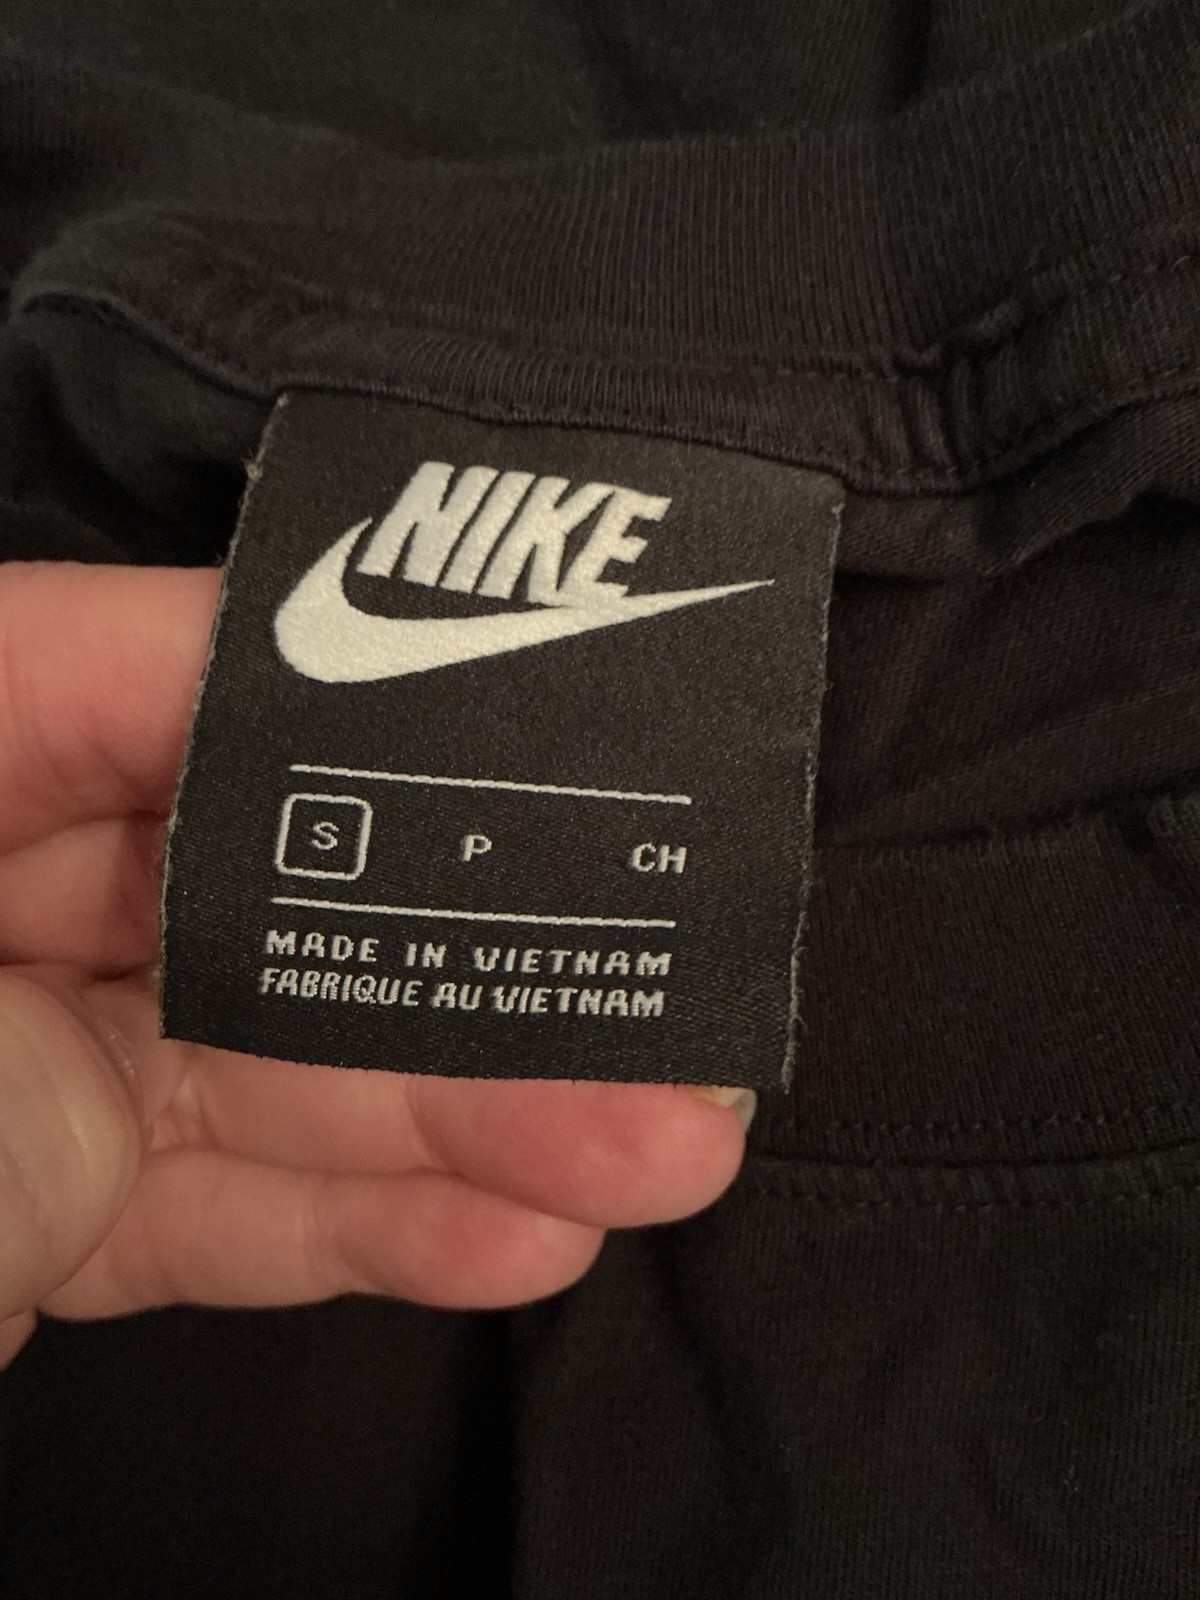 NIKE
S P CH
MADE IN VIETNAM
FABRIQUE AU VIETNAM